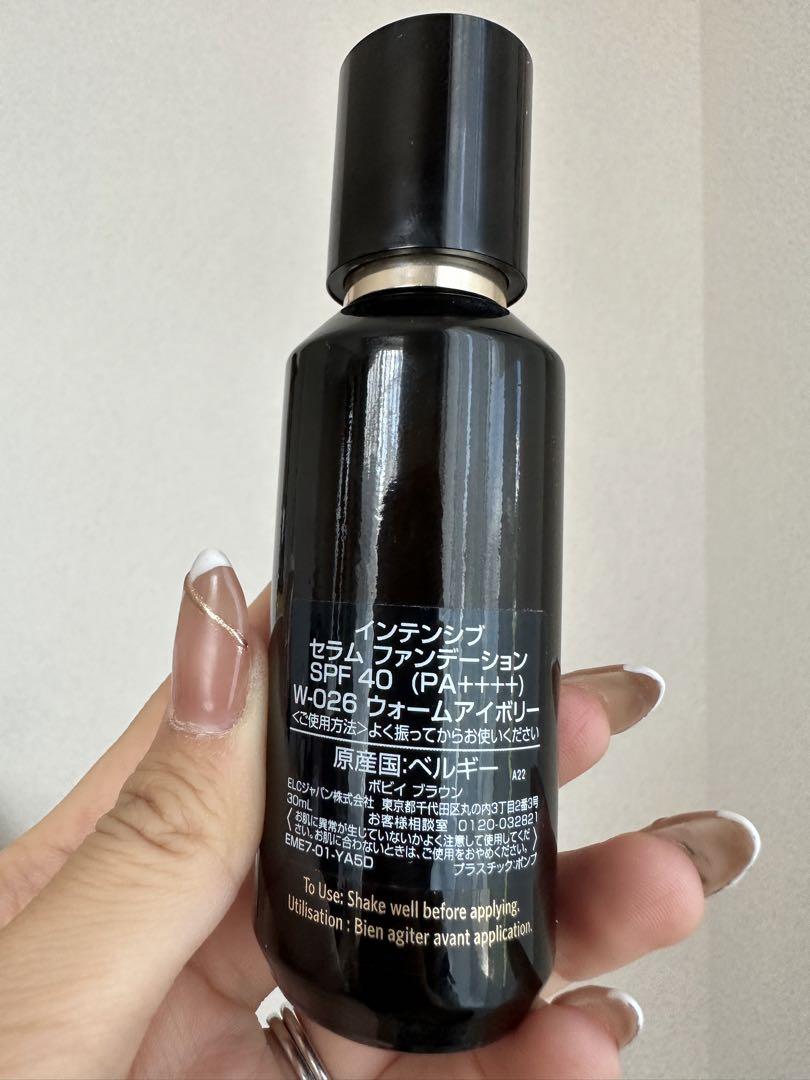 インテンシブ
セラム ファンデーション
SPF 40 (PA++++)
W-026 ウォームアイボリー
<ご使用方法>よく振ってからお使いください
原産国:ベルギー A22
ボビイ ブラウン
ELCジャパン株式会社 東京都千代田区丸の内3丁目2番3号
30mL お客様相談室 0120-032821
〈お肌に異常が生じていないかよく注意して使用してくだ
さい。お肌に合わないときは、ご使用をおやめください。〉
EME7-01-YA5D プラスチック:ポンプ
To Use: Shake well before applying.
Utilisation : Bien agiter avant application.